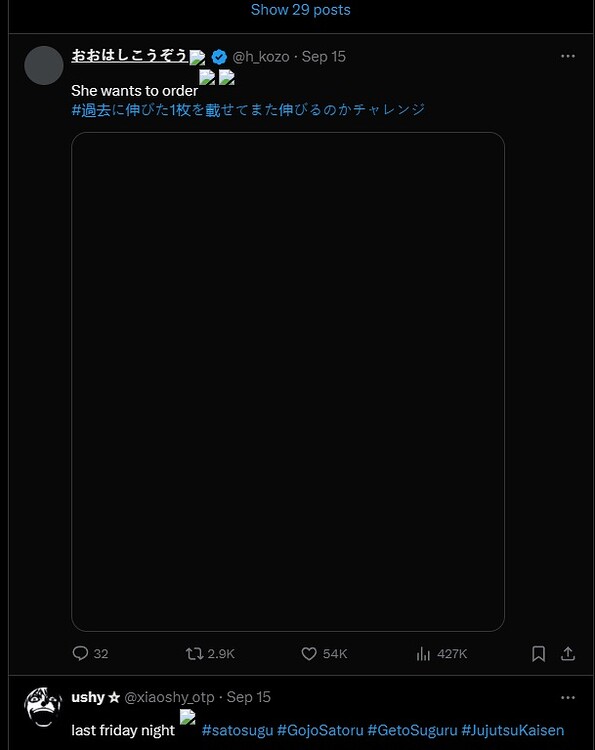 Show 29 posts
おおはしこうぞう @h_kozo · Sep 15
She wants to order
#過去に伸びた1枚を載せてまた伸びるのかチャレンジ
32 2.9K 54K 427K
ushy☆ @xiaoshy_otp · Sep 15
last friday night #satosugu #GojoSatoru #GetoSuguru #JujutsuKaisen